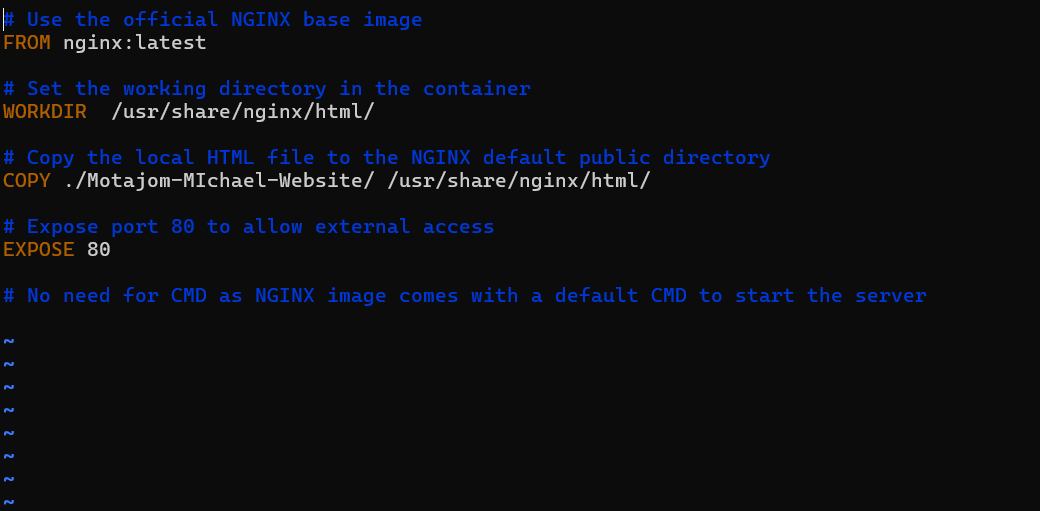 # Use the official NGINX base image
FROM nginx:latest
# Set the working directory in the container
WORKDIR  /usr/share/nginx/html/
# Copy the local HTML file to the NGINX default public directory
COPY ./Motajom-MIchael-Website/ /usr/share/nginx/html/
# Expose port 80 to allow external access
EXPOSE 80
# No need for CMD as NGINX image comes with a default CMD to start the server
~
~
~
~
~
~
~
~